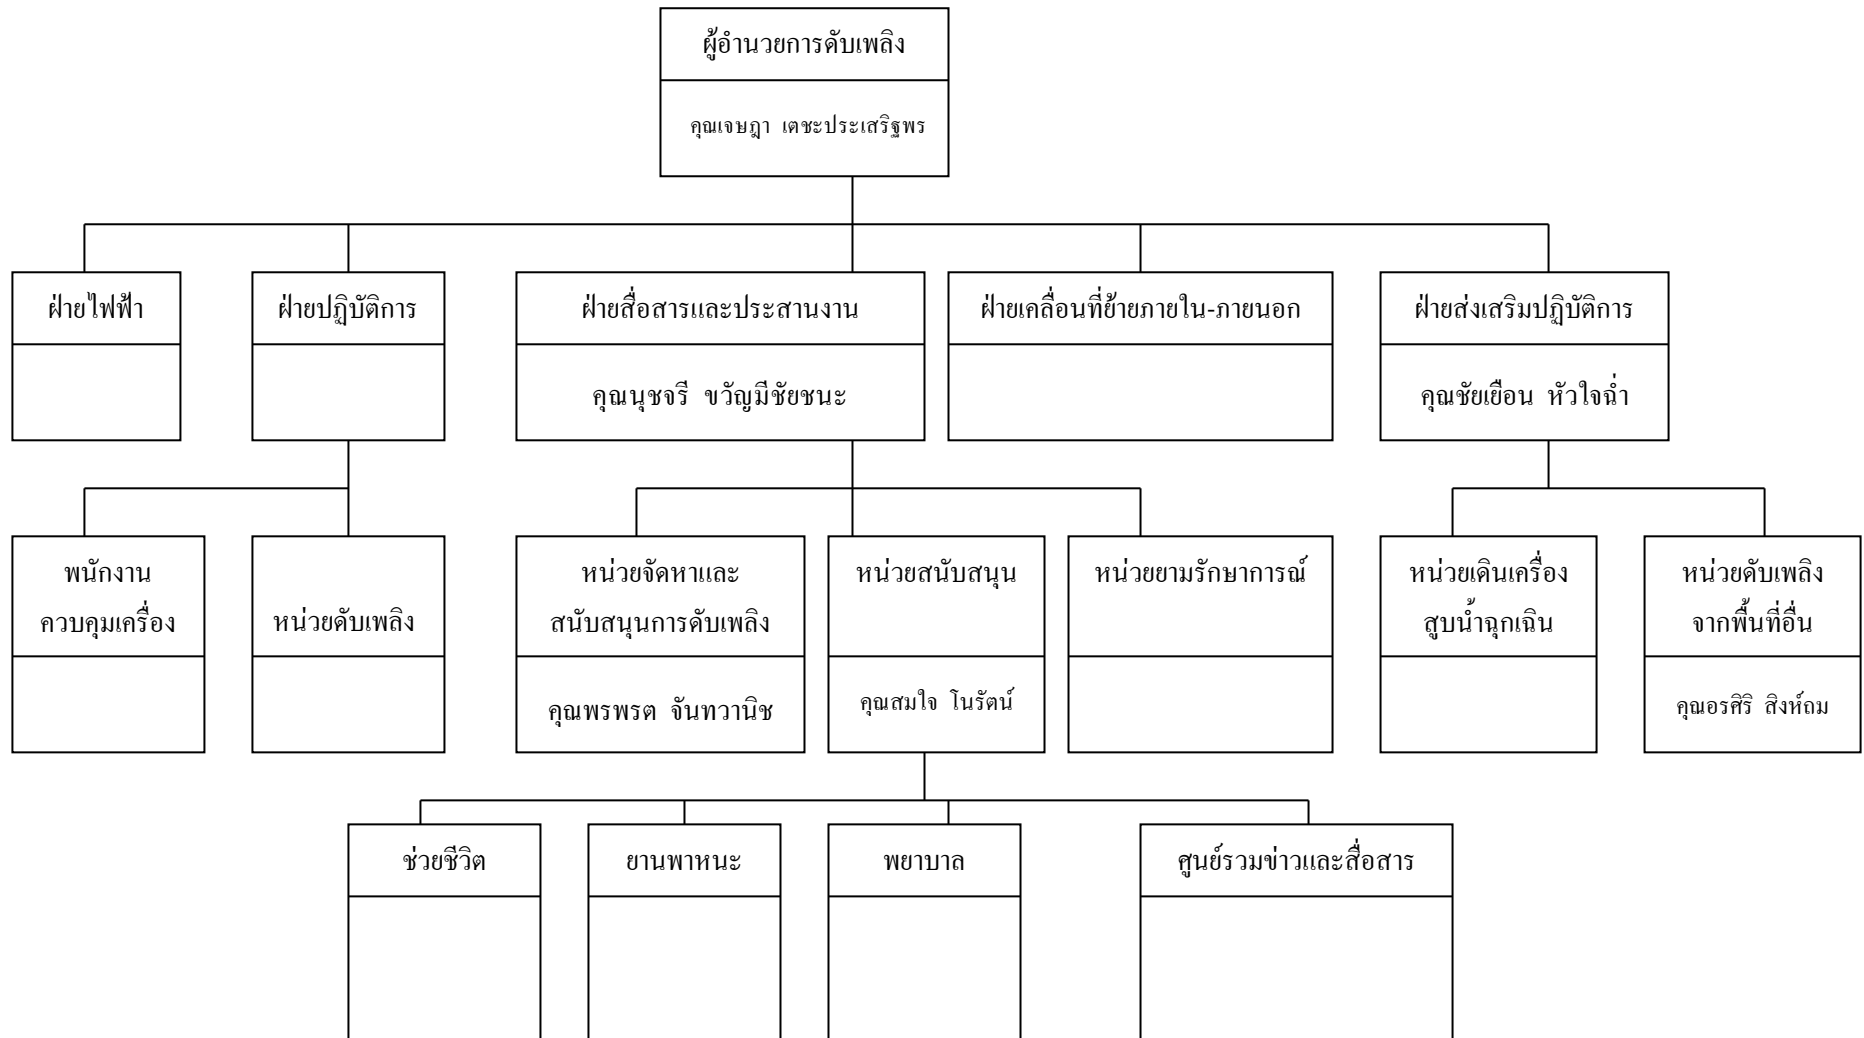 ผู้อำนวยการดับเพลิง
คุณเจษฎา เตชะประเสริฐพร
ฝ่ายไฟฟ้า
ฝ่ายปฏิบัติการ
ฝ่ายสื่อสารและประสานงาน
คุณนุชจรี ขวัญมีชัยชนะ
ฝ่ายเคลื่อนที่ย้ายภายใน-ภายนอก
ฝ่ายส่งเสริมปฏิบัติการ
คุณชัยเยือน หัวใจฉ่ำ
พนักงาน
ควบคุมเครื่อง
หน่วยดับเพลิง
หน่วยจัดหาและ
สนับสนุนการดับเพลิง
คุณพรพรต จันทวานิช
หน่วยสนับสนุน
คุณสมใจ โนรัตน์
หน่วยยามรักษาการณ์
หน่วยเดินเครื่อง
สูบน้ำฉุกเฉิน
หน่วยดับเพลิง
จากพื้นที่อื่น
คุณอรศิริ สิงห์ถม
ช่วยชีวิต
ยานพาหนะ
พยาบาล
ศูนย์รวมข่าวและสื่อสาร